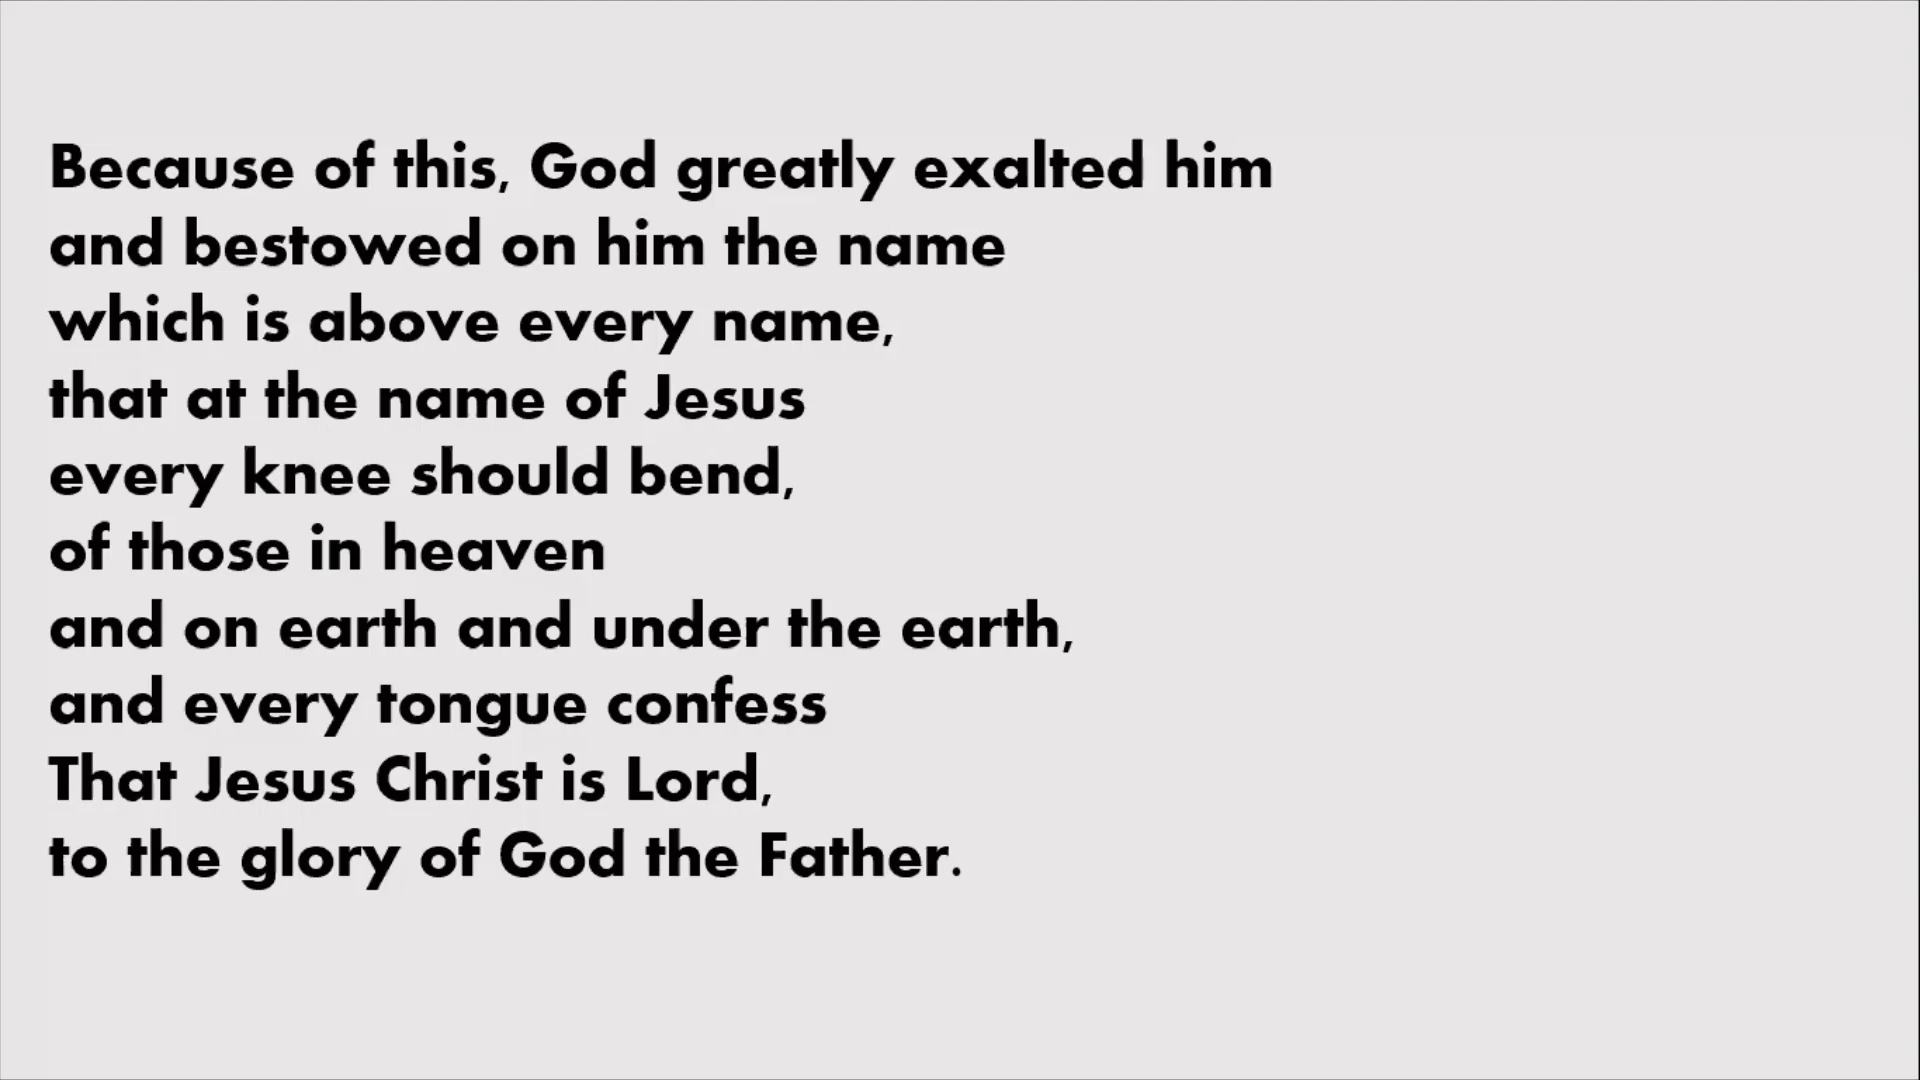 Because of this, God greatly exalted him
and bestowed on him the name
which is above every name,
that at the name of Jesus
every knee should bend,
of those in heaven
and on earth and under the earth,
and every tongue confess
That Jesus Christ is Lord,
to the glory of God the Father.